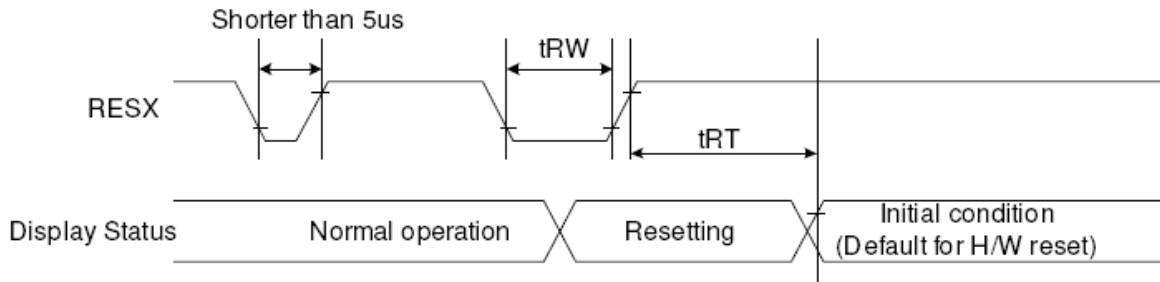 Shorter than 5us
tRW
RESX
tRT
Display Status
Normal operation
Resetting
Initial condition
(Default for H/W reset)